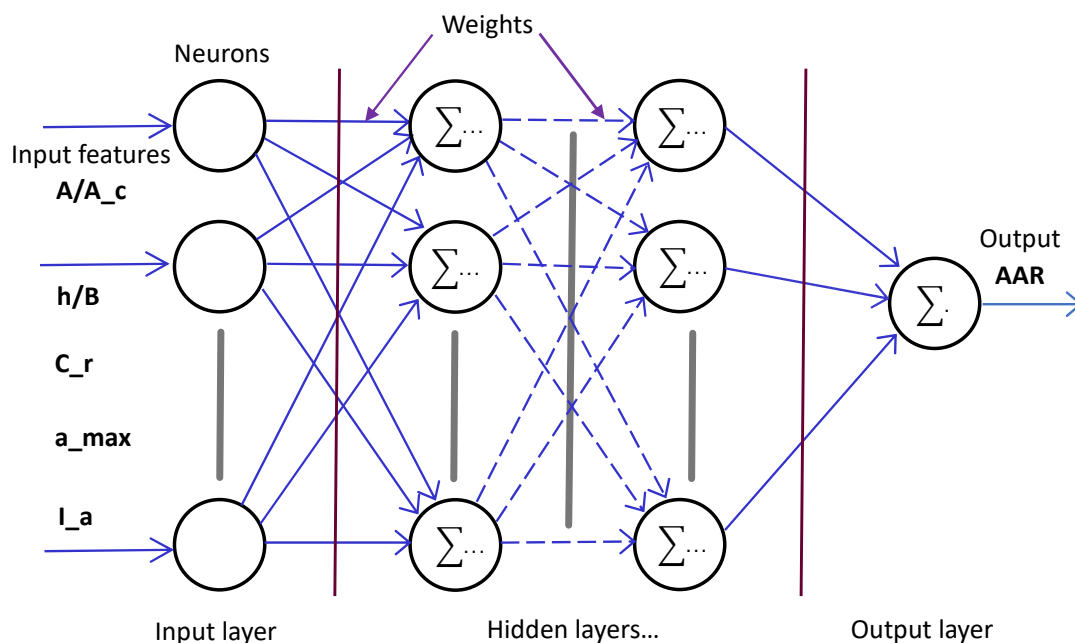 Weights
Neurons
Input features
A/A_c
h/B
C_r
a_max
I_a
∑...
∑...
∑...
∑...
∑...
∑...
Output
AAR
∑.
Input layer
Hidden layers...
Output layer